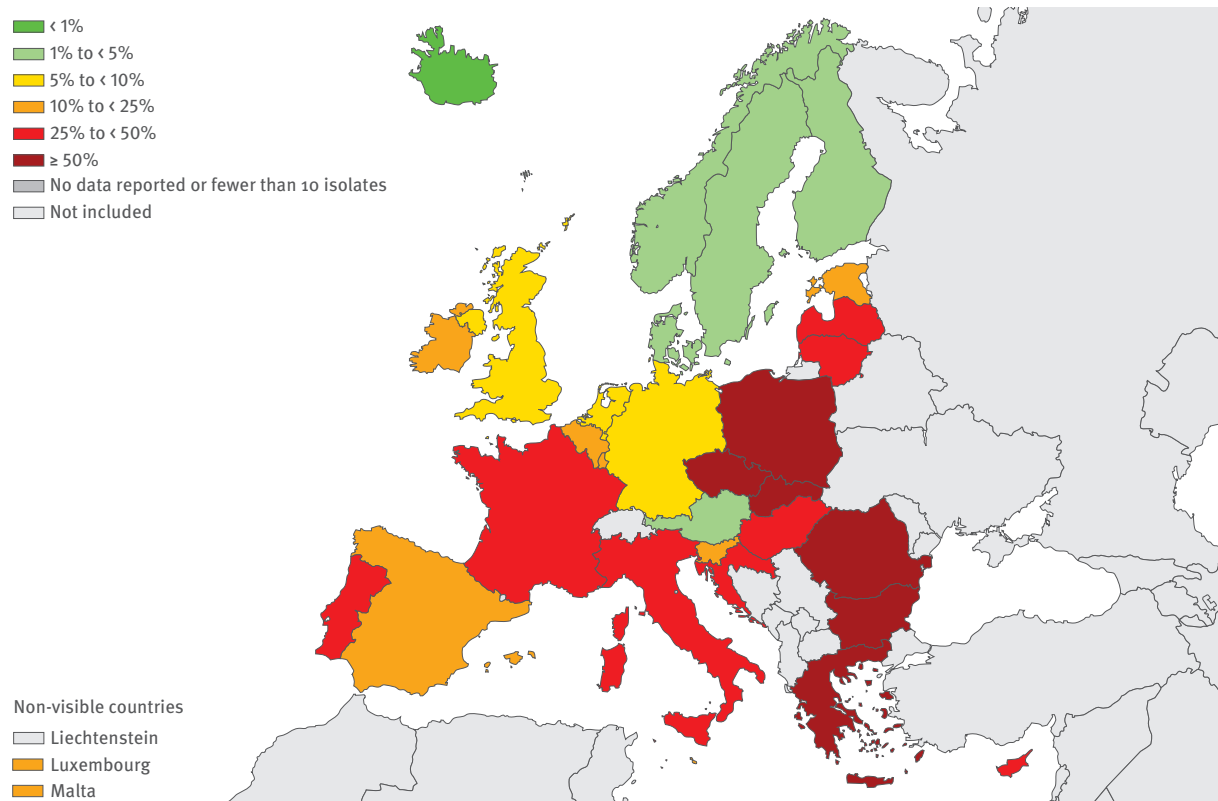 < 1%
1% to < 5%
5% to < 10%
10% to < 25%
25% to < 50%
≥ 50%
No data reported or fewer than 10 isolates
Not included
Non-visible countries
Liechtenstein
Luxembourg
Malta